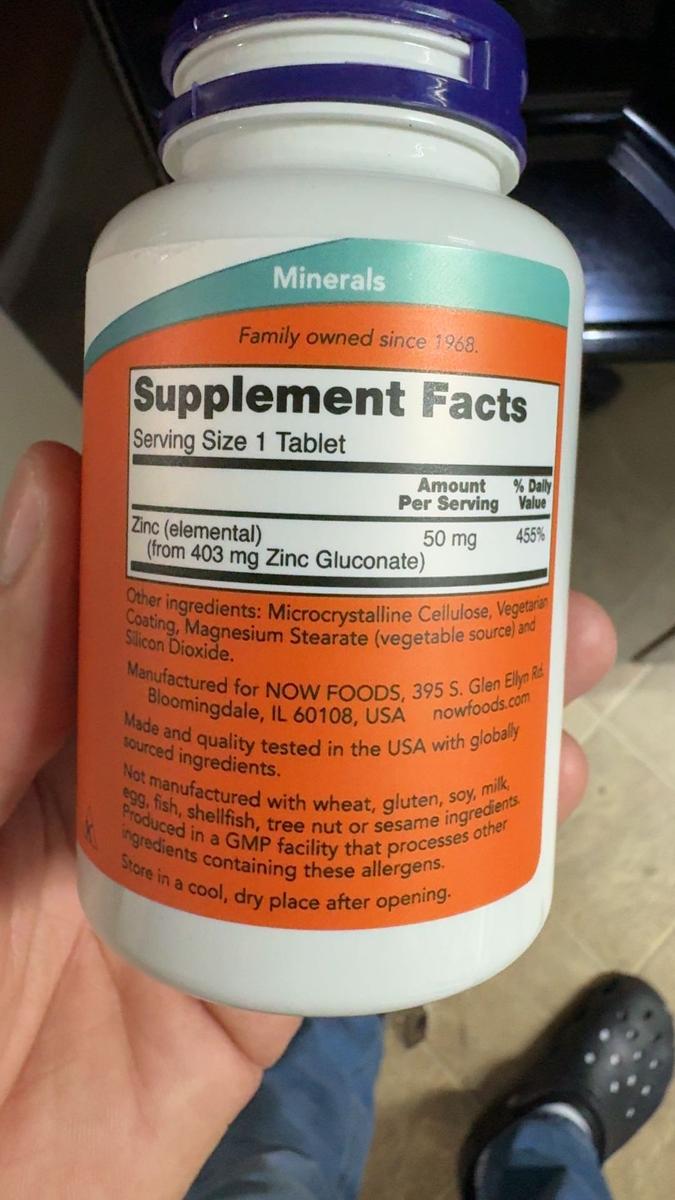 Minerals
Family owned since 1968.
Supplement Facts
Serving Size 1 Tablet
Amount Per Serving
% Daily Value
Zinc (elemental)
(from 403 mg Zinc Gluconate)
50 mg
455%
Other ingredients: Microcrystalline Cellulose, Vegetarian
Coating, Magnesium Stearate (vegetable source) and
Silicon Dioxide.
Manufactured for NOW FOODS, 395 S. Glen Ellyn Rd.
Bloomingdale, IL 60108, USA nowfoods.com
Made and quality tested in the USA with globally
sourced ingredients.
Not manufactured with wheat, gluten, soy, milk,
egg, fish, shellfish, tree nut or sesame ingredients.
Produced in a GMP facility that processes other
ingredients containing these allergens.
Store in a cool, dry place after opening.
K